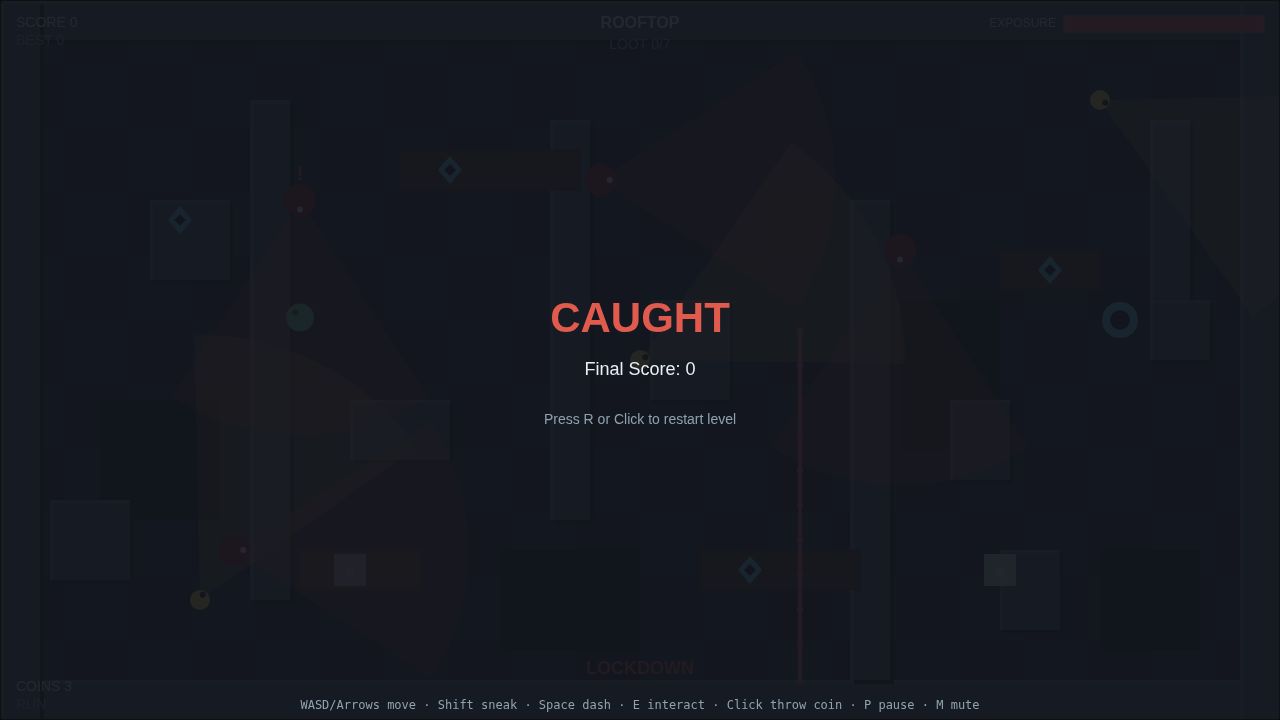 SCORE 0
ROOFTOP
EXPOSURE
BEST 0
LOOT 0/7
!
CAUGHT
Final Score: 0
Press R or Click to restart level
LOCKDOWN
COINS 3
RUN
WASD/Arrows move · Shift sneak · Space dash · E interact · Click throw coin · P pause · M mute